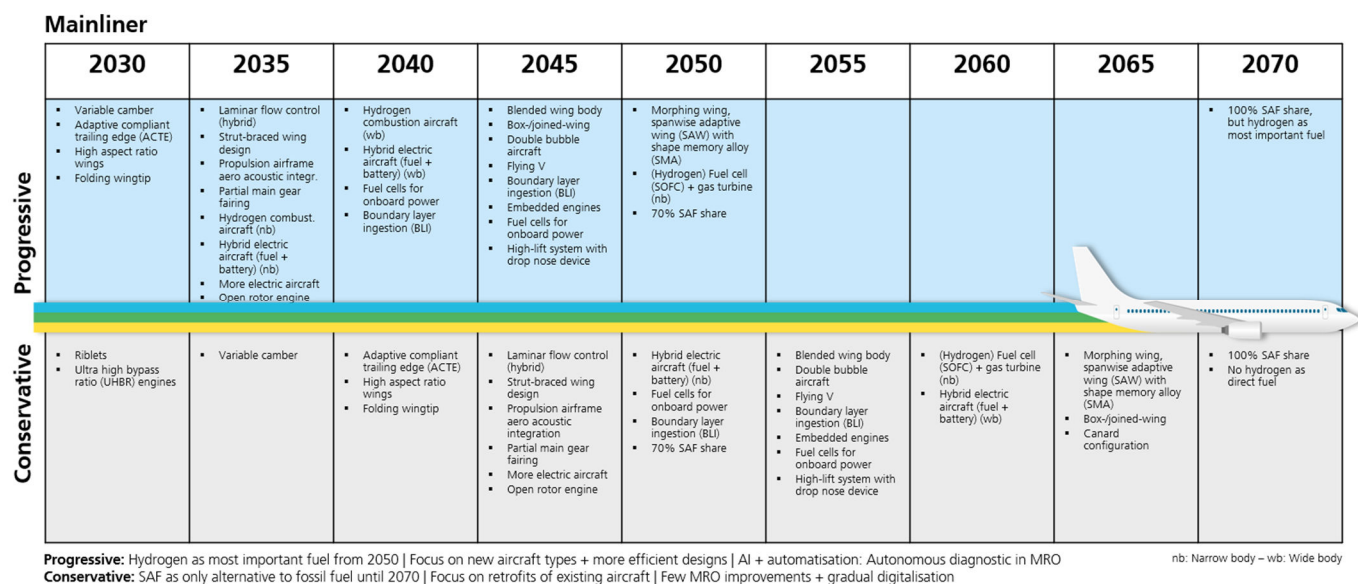 Mainliner
2030 2035 2040 2045 2050 2055 2060 2065 2070
Progressive
▪ Variable camber
▪ Adaptive compliant
trailing edge (ACTE)
▪ High aspect ratio
wings
▪ Folding wingtip
▪ Laminar flow control
(hybrid)
▪ Strut-braced wing
design
▪ Propulsion airframe
aero acoustic integr.
▪ Partial main gear
fairing
▪ Hydrogen combust.
aircraft (nb)
▪ Hybrid electric
aircraft (fuel +
battery) (nb)
▪ More electric aircraft
▪ Open rotor engine
▪ Hydrogen
combustion aircraft
(wb)
▪ Hybrid electric
aircraft (fuel +
battery) (wb)
▪ Fuel cells for
onboard power
▪ Boundary layer
ingestion (BLI)
▪ Blended wing body
▪ Box-/joined-wing
▪ Double bubble
aircraft
▪ Flying V
▪ Boundary layer
ingestion (BLI)
▪ Embedded engines
▪ Fuel cells for
onboard power
▪ High-lift system with
drop nose device
▪ Morphing wing,
spanwise adaptive
wing (SAW) with
shape memory alloy
(SMA)
▪ (Hydrogen) Fuel cell
(SOFC) + gas turbine
(nb)
▪ 70% SAF share
▪ 100% SAF share,
but hydrogen as
most important fuel
Conservative
▪ Riblets
▪ Ultra high bypass
ratio (UHBR) engines
▪ Variable camber
▪ Adaptive compliant
trailing edge (ACTE)
▪ High aspect ratio
wings
▪ Folding wingtip
▪ Laminar flow control
(hybrid)
▪ Strut-braced wing
design
▪ Propulsion airframe
aero acoustic
integration
▪ Partial main gear
fairing
▪ More electric aircraft
▪ Open rotor engine
▪ Hybrid electric
aircraft (fuel +
battery) (nb)
▪ Fuel cells for
onboard power
▪ Boundary layer
ingestion (BLI)
▪ 70% SAF share
▪ Blended wing body
▪ Double bubble
aircraft
▪ Flying V
▪ Boundary layer
ingestion (BLI)
▪ Embedded engines
▪ Fuel cells for
onboard power
▪ High-lift system with
drop nose device
▪ (Hydrogen) Fuel cell
(SOFC) + gas turbine
(nb)
▪ Hybrid electric
aircraft (fuel +
battery) (wb)
▪ Morphing wing,
spanwise adaptive
wing (SAW) with
shape memory alloy
(SMA)
▪ Box-/joined-wing
▪ Canard
configuration
▪ 100% SAF share
▪ No hydrogen as
direct fuel
Progressive: Hydrogen as most important fuel from 2050 | Focus on new aircraft types + more efficient designs | AI + automatisation: Autonomous diagnostic in MRO
nb: Narrow body – wb: Wide body
Conservative: SAF as only alternative to fossil fuel until 2070 | Focus on retrofits of existing aircraft | Few MRO improvements + gradual digitalisation